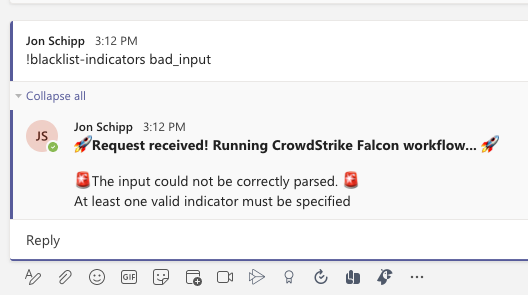 Jon Schipp 3:12 PM
!blacklist-indicators bad_input
Collapse all
JS
Jon Schipp 3:12 PM
🚀Request received! Running CrowdStrike Falcon workflow... 🚀
🚨The input could not be correctly parsed. 🚨
At least one valid indicator must be specified
Reply
GIF